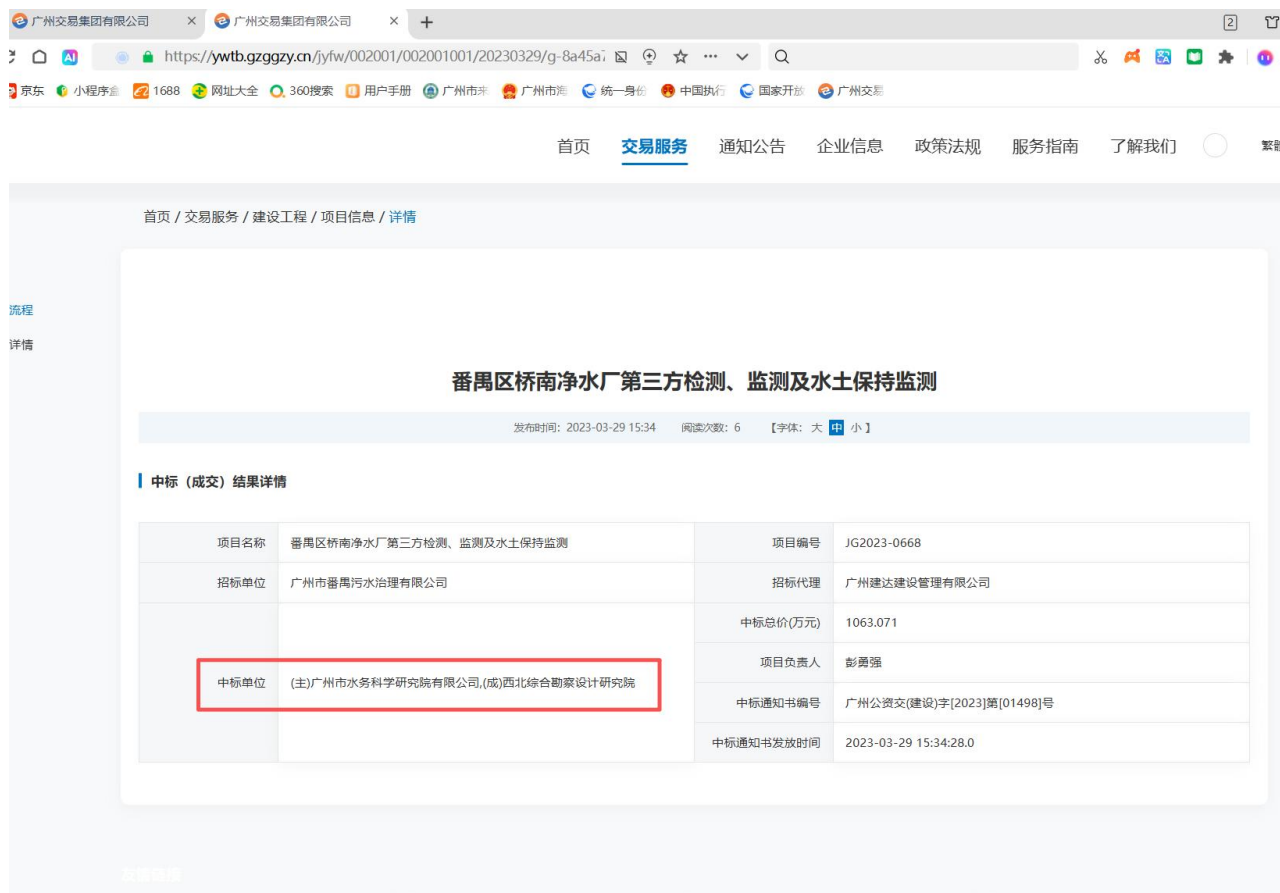 广州交易集团有限公司 × 广州交易集团有限公司 × + 2
AI https://ywtb.gzggzy.cn/jyfw/002001/002001001/20230329/g-8a45a7 ☆ ···
京东 小程序盒 1688 网址大全 360搜索 用户手册 广州市 广州市 统一身份 中国执行 国家开放 广州交易
首页 交易服务 通知公告 企业信息 政策法规 服务指南 了解我们 繁
首页 / 交易服务 / 建设工程 / 项目信息 / 详情
流程
详情
番禺区桥南净水厂第三方检测、监测及水土保持监测
发布时间: 2023-03-29 15:34 阅读次数: 6 【字体: 大 中 小 】
中标（成交）结果详情
项目名称 番禺区桥南净水厂第三方检测、监测及水土保持监测 项目编号 JG2023-0668
招标单位 广州市番禺污水治理有限公司 招标代理 广州建达建设管理有限公司
中标总价(万元) 1063.071
项目负责人 彭勇强
中标单位 (主)广州市水务科学研究院有限公司,(成)西北综合勘察设计研究院
中标通知书编号 广州公资交(建设)字[2023]第[01498]号
中标通知书发放时间 2023-03-29 15:34:28.0
友情链接